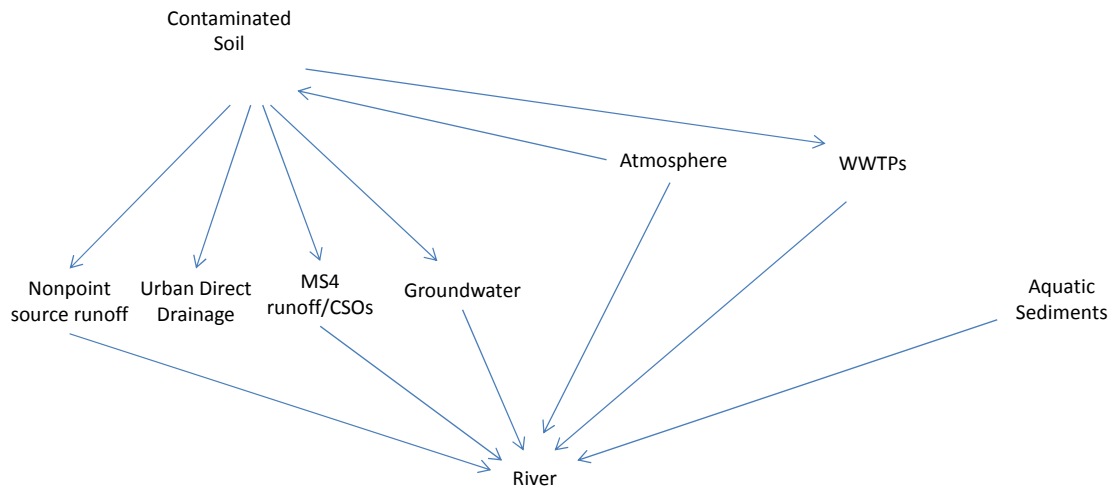 Contaminated
Soil
Atmosphere
WWTPs
Nonpoint
source runoff
Urban Direct
Drainage
MS4
runoff/CSOs
Groundwater
Aquatic
Sediments
River